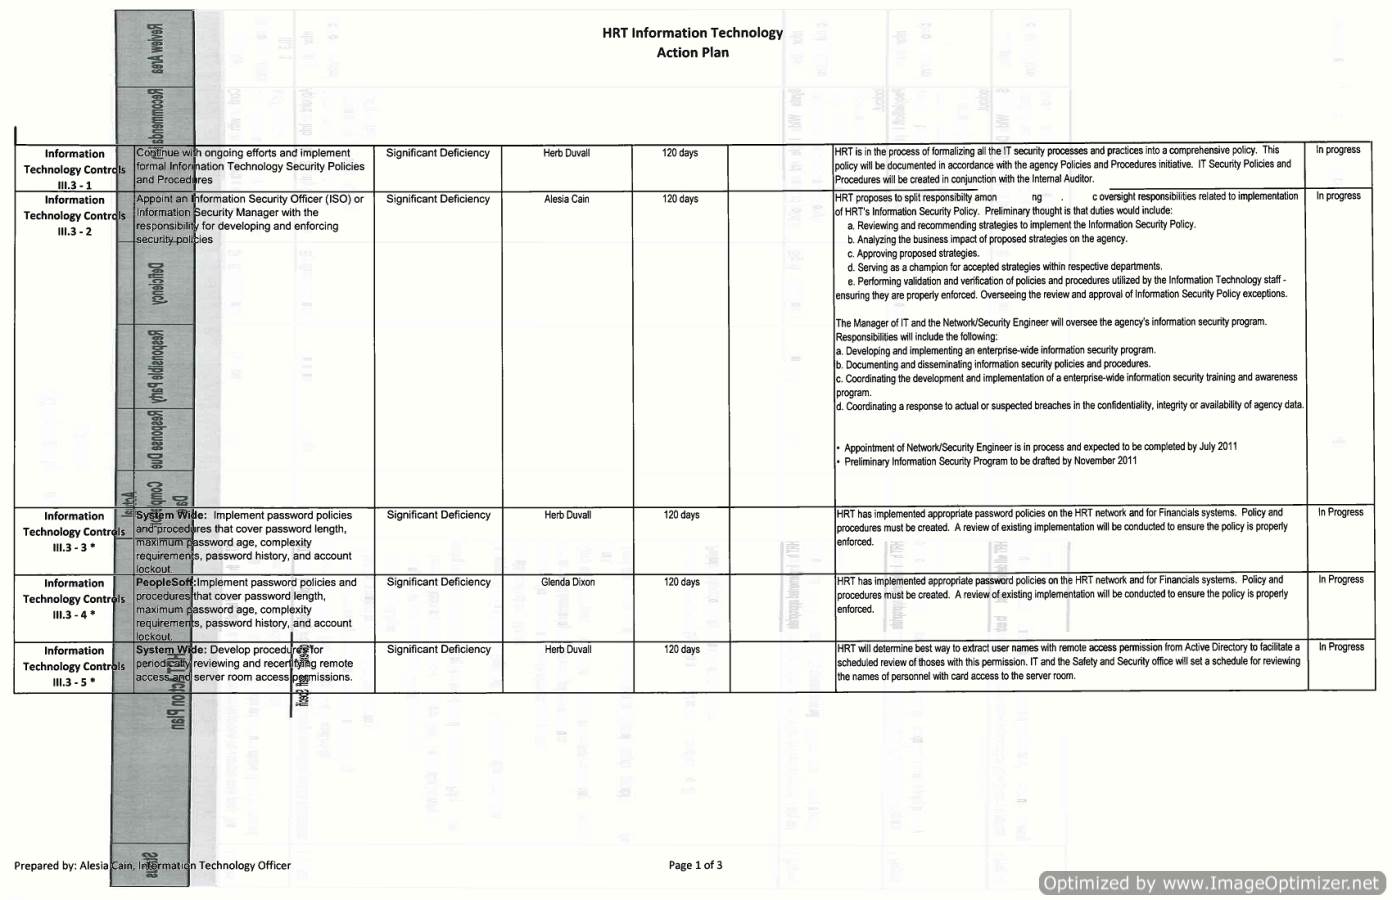 HRT Information Technology
Action Plan
Review Area
Deficiency
Responsible Party
Response Due
Status
Information
Technology Controls
III.3 - 1
Continue with ongoing efforts and implement
formal Information Technology Security Policies
and Procedures
Significant Deficiency
Herb Duvall
120 days
HRT is in the process of formalizing all the IT security processes and practices into a comprehensive policy. This
policy will be documented in accordance with the agency Policies and Procedures initiative. IT Security Policies and
Procedures will be created in conjunction with the Internal Auditor.
In progress
Information
Technology Controls
III.3 - 2
Appoint an Information Security Officer (ISO) or
Information Security Manager with the
responsibility for developing and enforcing
security policies
Significant Deficiency
Alesia Cain
120 days
HRT proposes to split responsibilty amon ng . c oversight responsibilities related to implementation
of HRT's Information Security Policy. Preliminary thought is that duties would include:
a. Reviewing and recommending strategies to implement the Information Security Policy.
b. Analyzing the business impact of proposed strategies on the agency.
c. Approving proposed strategies.
d. Serving as a champion for accepted strategies within respective departments.
e. Performing validation and verification of policies and procedures utilized by the Information Technology staff -
ensuring they are properly enforced. Overseeing the review and approval of Information Security Policy exceptions.
The Manager of IT and the Network/Security Engineer will oversee the agency's information security program.
Responsibilities will include the following:
a. Developing and implementing an enterprise-wide information security program.
b. Documenting and disseminating information security policies and procedures.
c. Coordinating the development and implementation of a enterprise-wide information security training and awareness
program.
d. Coordinating a response to actual or suspected breaches in the confidentiality, integrity or availability of agency data.
• Appointment of Network/Security Engineer is in process and expected to be completed by July 2011
• Preliminary Information Security Program to be drafted by November 2011
In progress
Information
Technology Controls
III.3 - 3 *
System Wide: Implement password policies
and procedures that cover password length,
maximum password age, complexity
requirements, password history, and account
lockout.
Significant Deficiency
Herb Duvall
120 days
HRT has implemented appropriate password policies on the HRT network and for Financials systems. Policy and
procedures must be created. A review of existing implementation will be conducted to ensure the policy is properly
enforced.
In Progress
Information
Technology Controls
III.3 - 4 *
PeopleSoft:Implement password policies and
procedures that cover password length,
maximum password age, complexity
requirements, password history, and account
lockout.
Significant Deficiency
Glenda Dixon
120 days
HRT has implemented appropriate password policies on the HRT network and for Financials systems. Policy and
procedures must be created. A review of existing implementation will be conducted to ensure the policy is properly
enforced.
In Progress
Information
Technology Controls
III.3 - 5 *
System Wide: Develop procedures for
periodically reviewing and recertifying remote
access and server room access permissions.
Significant Deficiency
Herb Duvall
120 days
HRT will determine best way to extract user names with remote access permission from Active Directory to facilitate a
scheduled review of thoses with this permission. IT and the Safety and Security office will set a schedule for reviewing
the names of personnel with card access to the server room.
In Progress
Prepared by: Alesia Cain, Information Technology Officer
Page 1 of 3
Optimized by www.ImageOptimizer.net